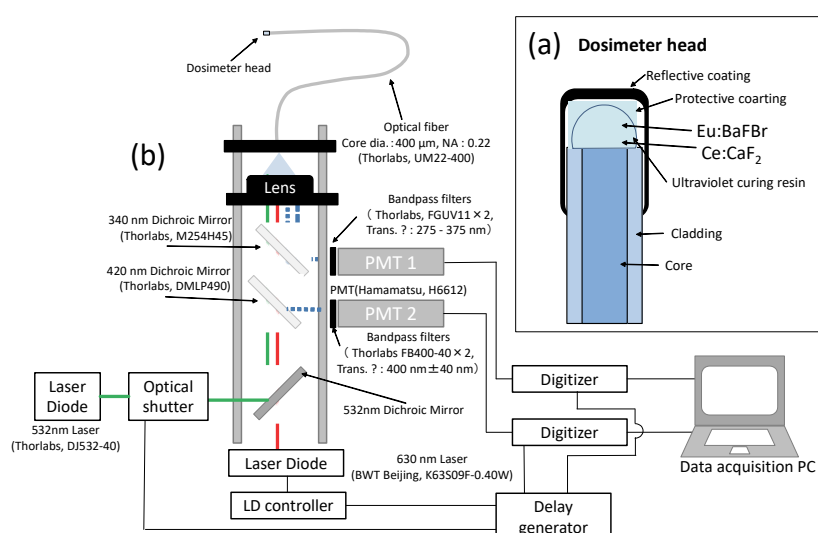 (a) Dosimeter head
Reflective coating
Protective coarting
Eu:BaFBr
Ce:CaF₂
Ultraviolet curing resin
Cladding
Core
(b)
Dosimeter head
Optical fiber
Core dia. : 400 μm, NA : 0.22
(Thorlabs, UM22-400)
Lens
340 nm Dichroic Mirror
(Thorlabs, M254H45)
420 nm Dichroic Mirror
(Thorlabs, DMLP490)
Bandpass filters
( Thorlabs, FGUV11×2,
Trans. ? : 275 - 375 nm)
PMT 1
PMT(Hamamatsu, H6612)
PMT 2
Bandpass filters
( Thorlabs FB400-40×2,
Trans. ? : 400 nm±40 nm)
Laser
Diode
Optical
shutter
532nm Laser
(Thorlabs, DJ532-40)
532nm Dichroic Mirror
Laser Diode
630 nm Laser
(BWT Beijing, K63S09F-0.40W)
LD controller
Delay
generator
Digitizer
Digitizer
Data acquisition PC